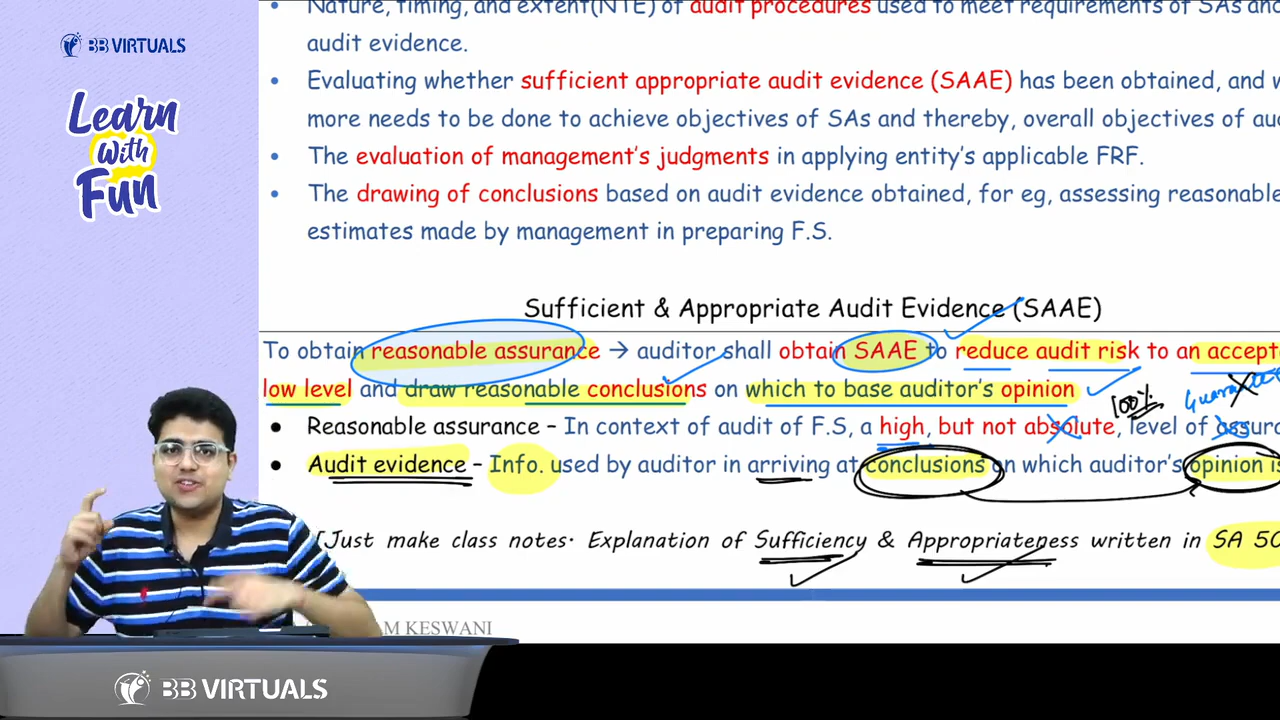 Nature, timing, and extent(NTE) of audit procedures used to meet requirements of SAs and
audit evidence.
BB VIRTUALS
Learn
With
Fun
• Evaluating whether sufficient appropriate audit evidence (SAAE) has been obtained, and
more needs to be done to achieve objectives of SAs and thereby, overall objectives of
• The evaluation of management's judgments in applying entity's applicable FRF.
• The drawing of conclusions based on audit evidence obtained, for eg, assessing reasonable
estimates made by management in preparing F.S.
Sufficient & Appropriate Audit Evidence (SAAE)
To obtain reasonable assurance → auditor shall obtain SAAE to reduce audit risk to an
low level and draw reasonable conclusions on which to base auditor's opinion
100%
● Reasonable assurance – In context of audit of F.S, a high, but not absolute, level of
● Audit evidence – Info. used by auditor in arriving at conclusions on which auditor's opinion is
[Just make class notes· Explanation of Sufficiency & Appropriateness written in SA 50
M KESWANI
BB VIRTUALS